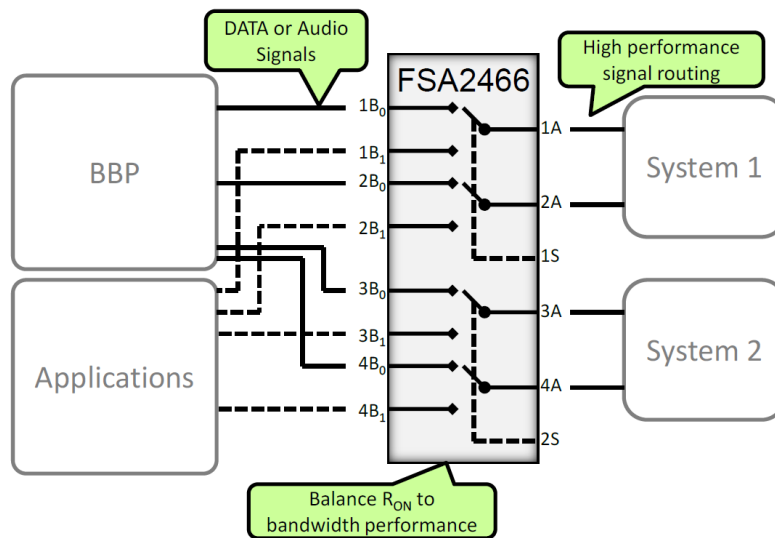 DATA or Audio
Signals
High performance
signal routing
FSA2466
BBP
Applications
1B₀
1B₁
2B₀
2B₁
3B₀
3B₁
4B₀
4B₁
1A
2A
1S
3A
4A
2S
System 1
System 2
Balance R_ON to
bandwidth performance